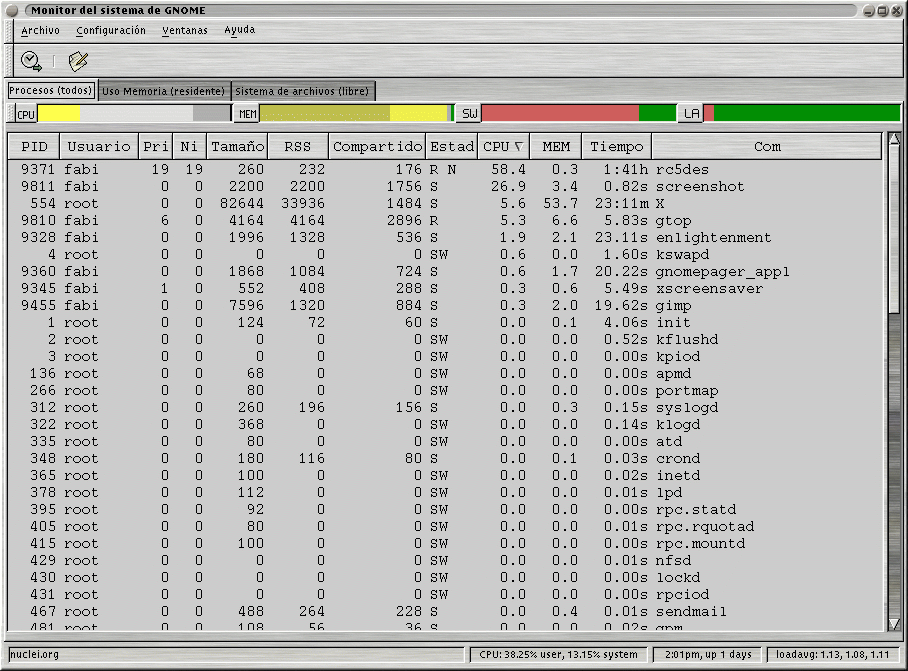 Monitor del sistema de GNOME
Archivo Configuración Ventanas Ayuda
Procesos (todos) Uso Memoria (residente) Sistema de archivos (libre)
CPU MEM SW LA
PID Usuario Pri Ni Tamaño RSS Compartido Estad CPU MEM Tiempo Com
9371 fabi 19 19 260 232 176 R N 58.4 0.3 1:41h rc5des
9811 fabi 0 0 2200 2200 1756 S 26.9 3.4 0.82s screenshot
554 root 0 0 82644 33936 1484 S 5.6 53.7 23:11m X
9810 fabi 6 0 4164 4164 2896 R 5.3 6.6 5.83s gtop
9328 fabi 0 0 1996 1328 536 S 1.9 2.1 23.11s enlightenment
4 root 0 0 0 0 0 SW 0.6 0.0 1.60s kswapd
9360 fabi 0 0 1868 1084 724 S 0.6 1.7 20.22s gnomepager_appl
9345 fabi 1 0 552 408 288 S 0.3 0.6 5.49s xscreensaver
9455 fabi 0 0 7596 1320 884 S 0.3 2.0 19.62s gimp
1 root 0 0 124 72 60 S 0.0 0.1 4.06s init
2 root 0 0 0 0 0 SW 0.0 0.0 0.52s kflushd
3 root 0 0 0 0 0 SW 0.0 0.0 0.00s kpiod
136 root 0 0 68 0 0 SW 0.0 0.0 0.00s apmd
266 root 0 0 80 0 0 SW 0.0 0.0 0.00s portmap
312 root 0 0 260 196 156 S 0.0 0.3 0.15s syslogd
322 root 0 0 368 0 0 SW 0.0 0.0 0.14s klogd
335 root 0 0 80 0 0 SW 0.0 0.0 0.00s atd
348 root 0 0 180 116 80 S 0.0 0.1 0.03s crond
365 root 0 0 100 0 0 SW 0.0 0.0 0.02s inetd
378 root 0 0 112 0 0 SW 0.0 0.0 0.01s lpd
395 root 0 0 92 0 0 SW 0.0 0.0 0.00s rpc.statd
405 root 0 0 80 0 0 SW 0.0 0.0 0.01s rpc.rquotad
415 root 0 0 100 0 0 SW 0.0 0.0 0.00s rpc.mountd
429 root 0 0 0 0 0 SW 0.0 0.0 0.01s nfsd
430 root 0 0 0 0 0 SW 0.0 0.0 0.00s lockd
431 root 0 0 0 0 0 SW 0.0 0.0 0.00s rpciod
467 root 0 0 488 264 228 S 0.0 0.4 0.01s sendmail
481 root 0 0 108 56 36 S 0.0 0.0 0.02s gpm
nuclei.org CPU: 38.25% user, 13.15% system 2:01pm, up 1 days loadavg: 1.13, 1.08, 1.11